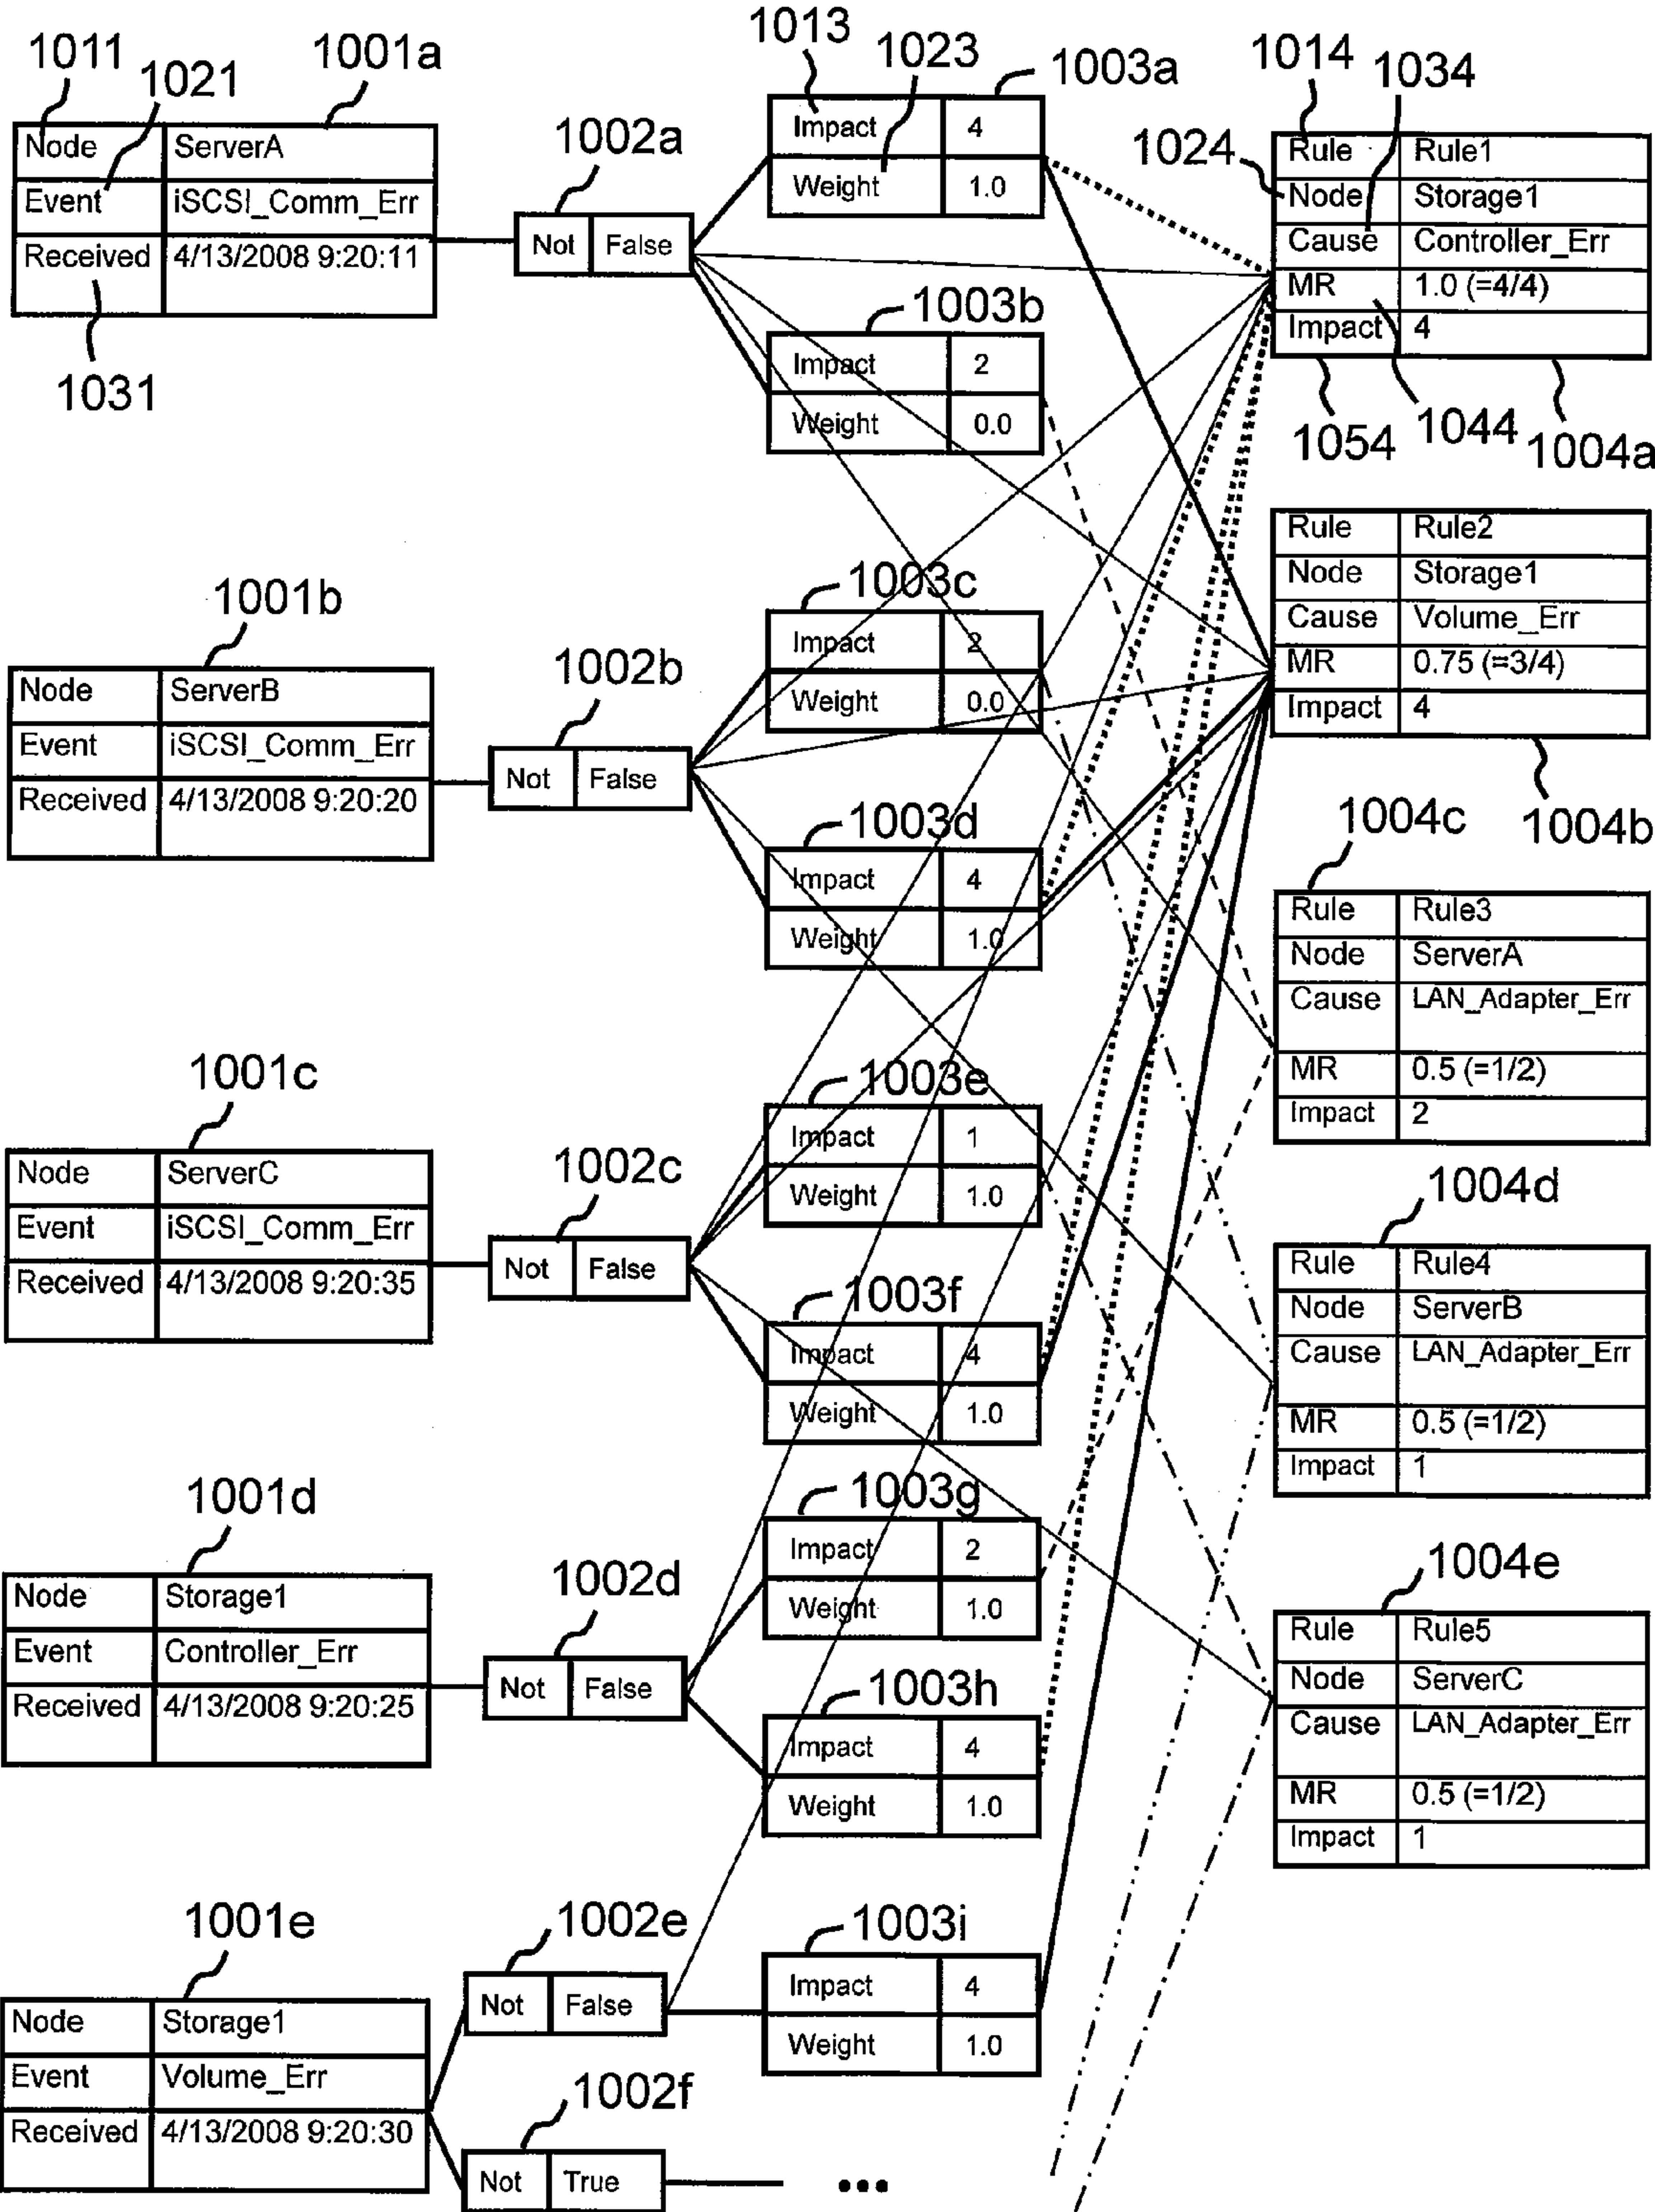 1011
1021
1001a
Node ServerA
Event iSCSI_Comm_Err
Received 4/13/2008 9:20:11
1031
1002a
Not False
1013
1023
1003a
Impact 4
Weight 1.0
1003b
Impact 2
Weight 0.0
1014
1034
1024
Rule Rule1
Node Storage1
Cause Controller_Err
MR 1.0 (=4/4)
Impact 4
1054
1044
1004a
1001b
Node ServerB
Event iSCSI_Comm_Err
Received 4/13/2008 9:20:20
1002b
Not False
1003c
Impact 2
Weight 0.0
1003d
Impact 4
Weight 1.0
Rule Rule2
Node Storage1
Cause Volume_Err
MR 0.75 (=3/4)
Impact 4
1004b
1004c
Rule Rule3
Node ServerA
Cause LAN_Adapter_Err
MR 0.5 (=1/2)
Impact 2
1001c
Node ServerC
Event iSCSI_Comm_Err
Received 4/13/2008 9:20:35
1002c
Not False
1003e
Impact 1
Weight 1.0
1003f
Impact 4
Weight 1.0
1004d
Rule Rule4
Node ServerB
Cause LAN_Adapter_Err
MR 0.5 (=1/2)
Impact 1
1001d
Node Storage1
Event Controller_Err
Received 4/13/2008 9:20:25
1002d
Not False
1003g
Impact 2
Weight 1.0
1003h
Impact 4
Weight 1.0
1004e
Rule Rule5
Node ServerC
Cause LAN_Adapter_Err
MR 0.5 (=1/2)
Impact 1
1001e
Node Storage1
Event Volume_Err
Received 4/13/2008 9:20:30
1002e
Not False
1003i
Impact 4
Weight 1.0
1002f
Not True
...